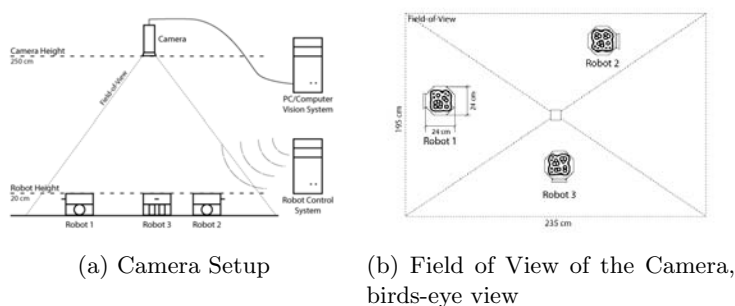 Camera
Camera Height
250 cm
Field-of-View
PC/Computer
Vision System
Robot Height
20 cm
Robot Control
System
Robot 1
Robot 3
Robot 2
(a) Camera Setup
Field-of-View
Robot 2
24 cm
24 cm
Robot 1
195 cm
Robot 3
235 cm
(b) Field of View of the Camera,
birds-eye view